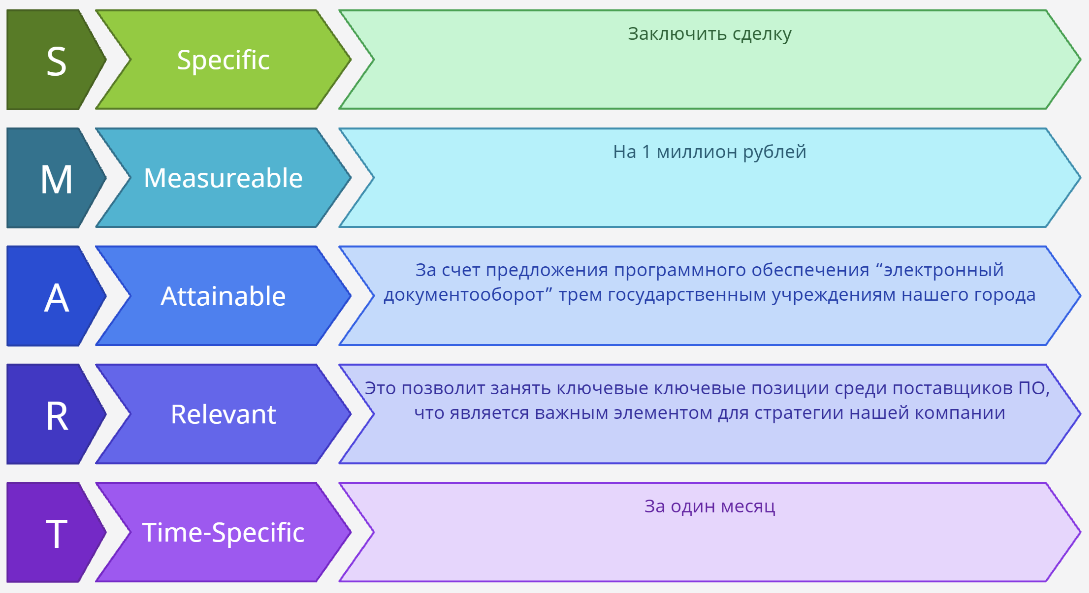 S
Specific
Заключить сделку
M
Measureable
На 1 миллион рублей
A
Attainable
За счет предложения программного обеспечения “электронный
документооборот” трем государственным учреждениям нашего города
R
Relevant
Это позволит занять ключевые ключевые позиции среди поставщиков ПО,
что является важным элементом для стратегии нашей компании
T
Time-Specific
За один месяц